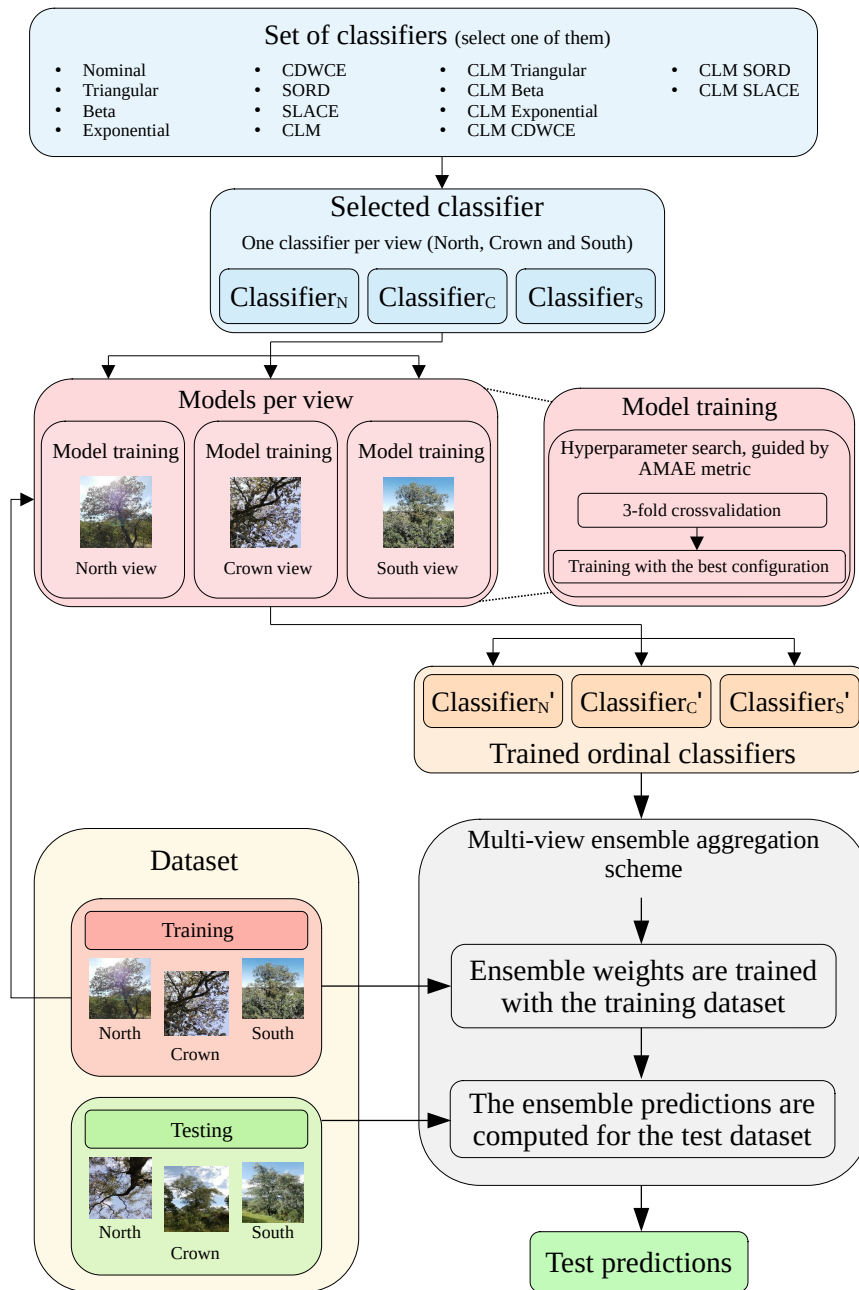 Set of classifiers (select one of them)
• Nominal
• Triangular
• Beta
• Exponential
• CDWCE
• SORD
• SLACE
• CLM
• CLM Triangular
• CLM Beta
• CLM Exponential
• CLM CDWCE
• CLM SORD
• CLM SLACE
Selected classifier
One classifier per view (North, Crown and South)
ClassifierN
ClassifierC
ClassifierS
Models per view
Model training
North view
Model training
Crown view
Model training
South view
Model training
Hyperparameter search, guided by
AMAE metric
3-fold crossvalidation
Training with the best configuration
ClassifierN'
ClassifierC'
ClassifierS'
Trained ordinal classifiers
Dataset
Training
North
Crown
South
Testing
North
Crown
South
Multi-view ensemble aggregation
scheme
Ensemble weights are trained
with the training dataset
The ensemble predictions are
computed for the test dataset
Test predictions